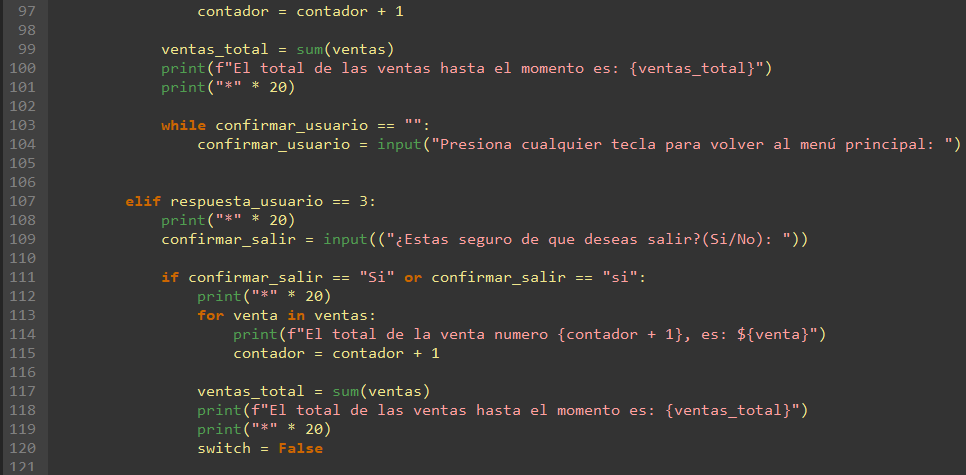 97                 contador = contador + 1
98
99             ventas_total = sum(ventas)
100             print(f"El total de las ventas hasta el momento es: {ventas_total}")
101             print("*" * 20)
102
103             while confirmar_usuario == "":
104                 confirmar_usuario = input("Presiona cualquier tecla para volver al menú principal: ")
105
106
107         elif respuesta_usuario == 3:
108             print("*" * 20)
109             confirmar_salir = input(("¿Estas seguro de que deseas salir?(Si/No): "))
110
111             if confirmar_salir == "Si" or confirmar_salir == "si":
112                 print("*" * 20)
113                 for venta in ventas:
114                     print(f"El total de la venta numero {contador + 1}, es: ${venta}")
115                     contador = contador + 1
116
117                 ventas_total = sum(ventas)
118                 print(f"El total de las ventas hasta el momento es: {ventas_total}")
119                 print("*" * 20)
120                 switch = False
121